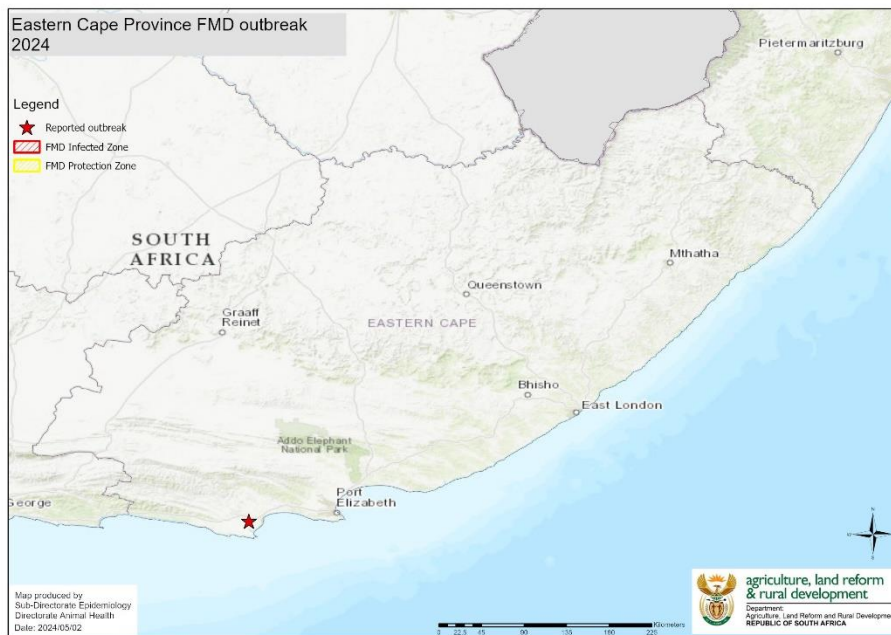 Eastern Cape Province FMD outbreak
2024
Pietermaritzburg
Legend
Reported outbreak
FMD Infected Zone
FMD Protection Zone
SOUTH
AFRICA
Mthatha
Queenstown
Graaff
Reinet
EASTERN CAPE
Bhisho
East London
Addo Elephant
National Park
Port
Elizabeth
George
N
Map produced by
Sub-Directorate Epidemiology
Directorate Animal Health
Date: 2024/05/02
Kilometers
0 22.5 45 90 135 180 225
agriculture, land reform
& rural development
Department:
Agriculture, Land Reform and Rural Development
REPUBLIC OF SOUTH AFRICA